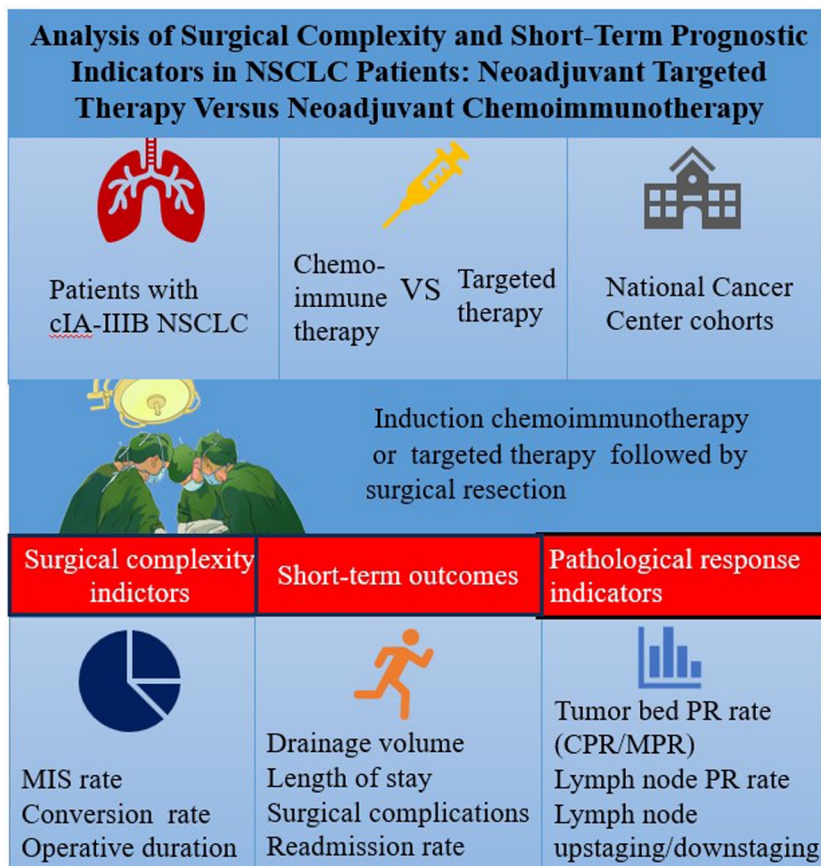 Analysis of Surgical Complexity and Short-Term Prognostic
Indicators in NSCLC Patients: Neoadjuvant Targeted
Therapy Versus Neoadjuvant Chemoimmunotherapy
Patients with
cIA-IIIB NSCLC
Chemo-
immune
therapy
VS
Targeted
therapy
National Cancer
Center cohorts
Induction chemoimmunotherapy
or targeted therapy followed by
surgical resection
Surgical complexity
indictors
Short-term outcomes
Pathological response
indicators
MIS rate
Conversion rate
Operative duration
Drainage volume
Length of stay
Surgical complications
Readmission rate
Tumor bed PR rate
(CPR/MPR)
Lymph node PR rate
Lymph node
upstaging/downstaging